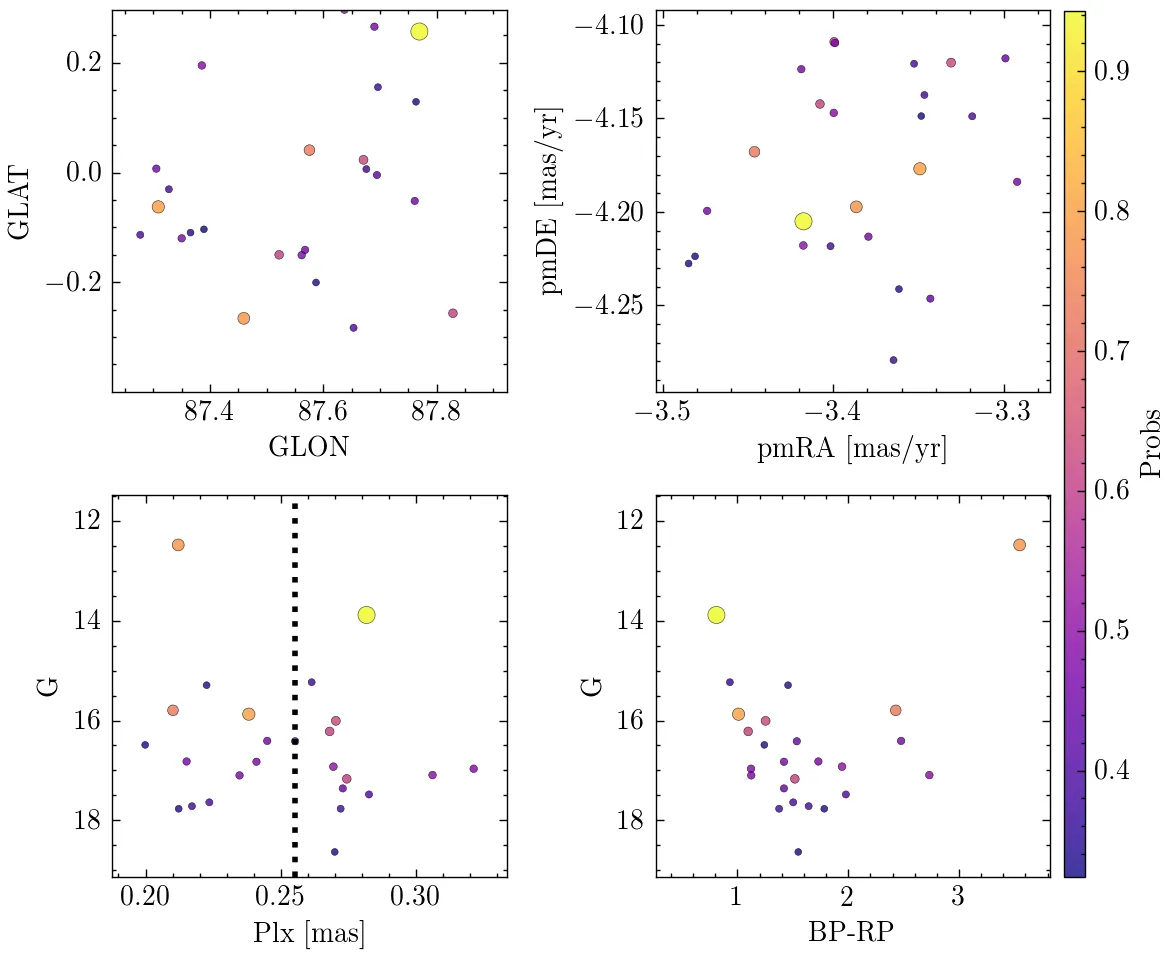 0.2
0.0
−0.2
GLAT
87.4 87.6 87.8
GLON
−4.10
−4.15
−4.20
−4.25
pmDE [mas/yr]
−3.5 −3.4 −3.3
pmRA [mas/yr]
12
14
16
18
G
0.20 0.25 0.30
Plx [mas]
12
14
16
18
G
1 2 3
BP-RP
0.9
0.8
0.7
0.6
0.5
0.4
Probs